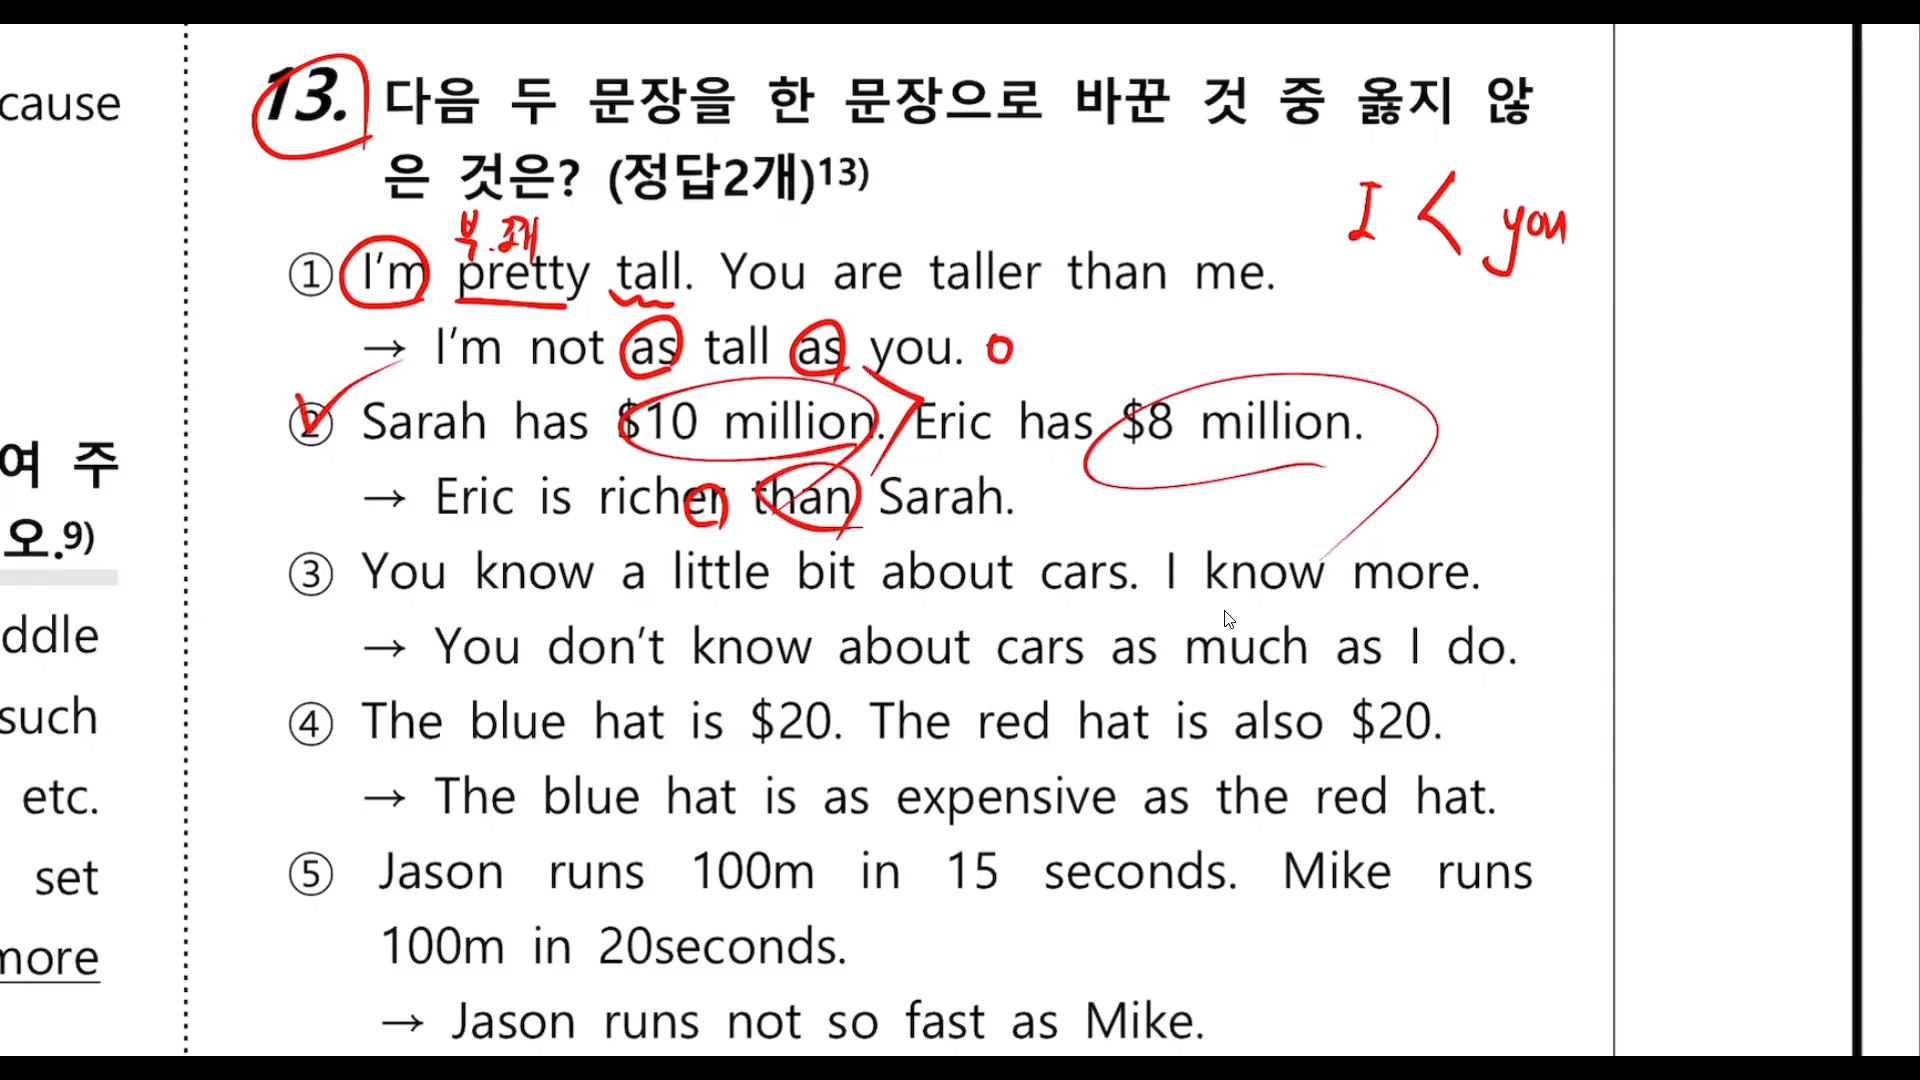 cause
여 주
오.9)
ddle
such
etc.
set
more
13. 다음 두 문장을 한 문장으로 바꾼 것 중 옳지 않
은 것은? (정답2개)13)
I < you
① I'm pretty tall. You are taller than me.
→ I'm not as tall as you. o
② Sarah has $10 million. Eric has $8 million.
→ Eric is richer than Sarah.
③ You know a little bit about cars. I know more.
→ You don't know about cars as much as I do.
④ The blue hat is $20. The red hat is also $20.
→ The blue hat is as expensive as the red hat.
⑤ Jason runs 100m in 15 seconds. Mike runs
100m in 20seconds.
→ Jason runs not so fast as Mike.